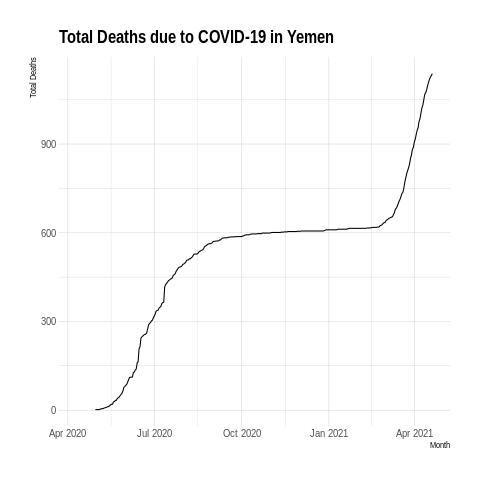 Total Deaths due to COVID-19 in Yemen
Total Deaths
900
600
300
0
Apr 2020 Jul 2020 Oct 2020 Jan 2021 Apr 2021
Month